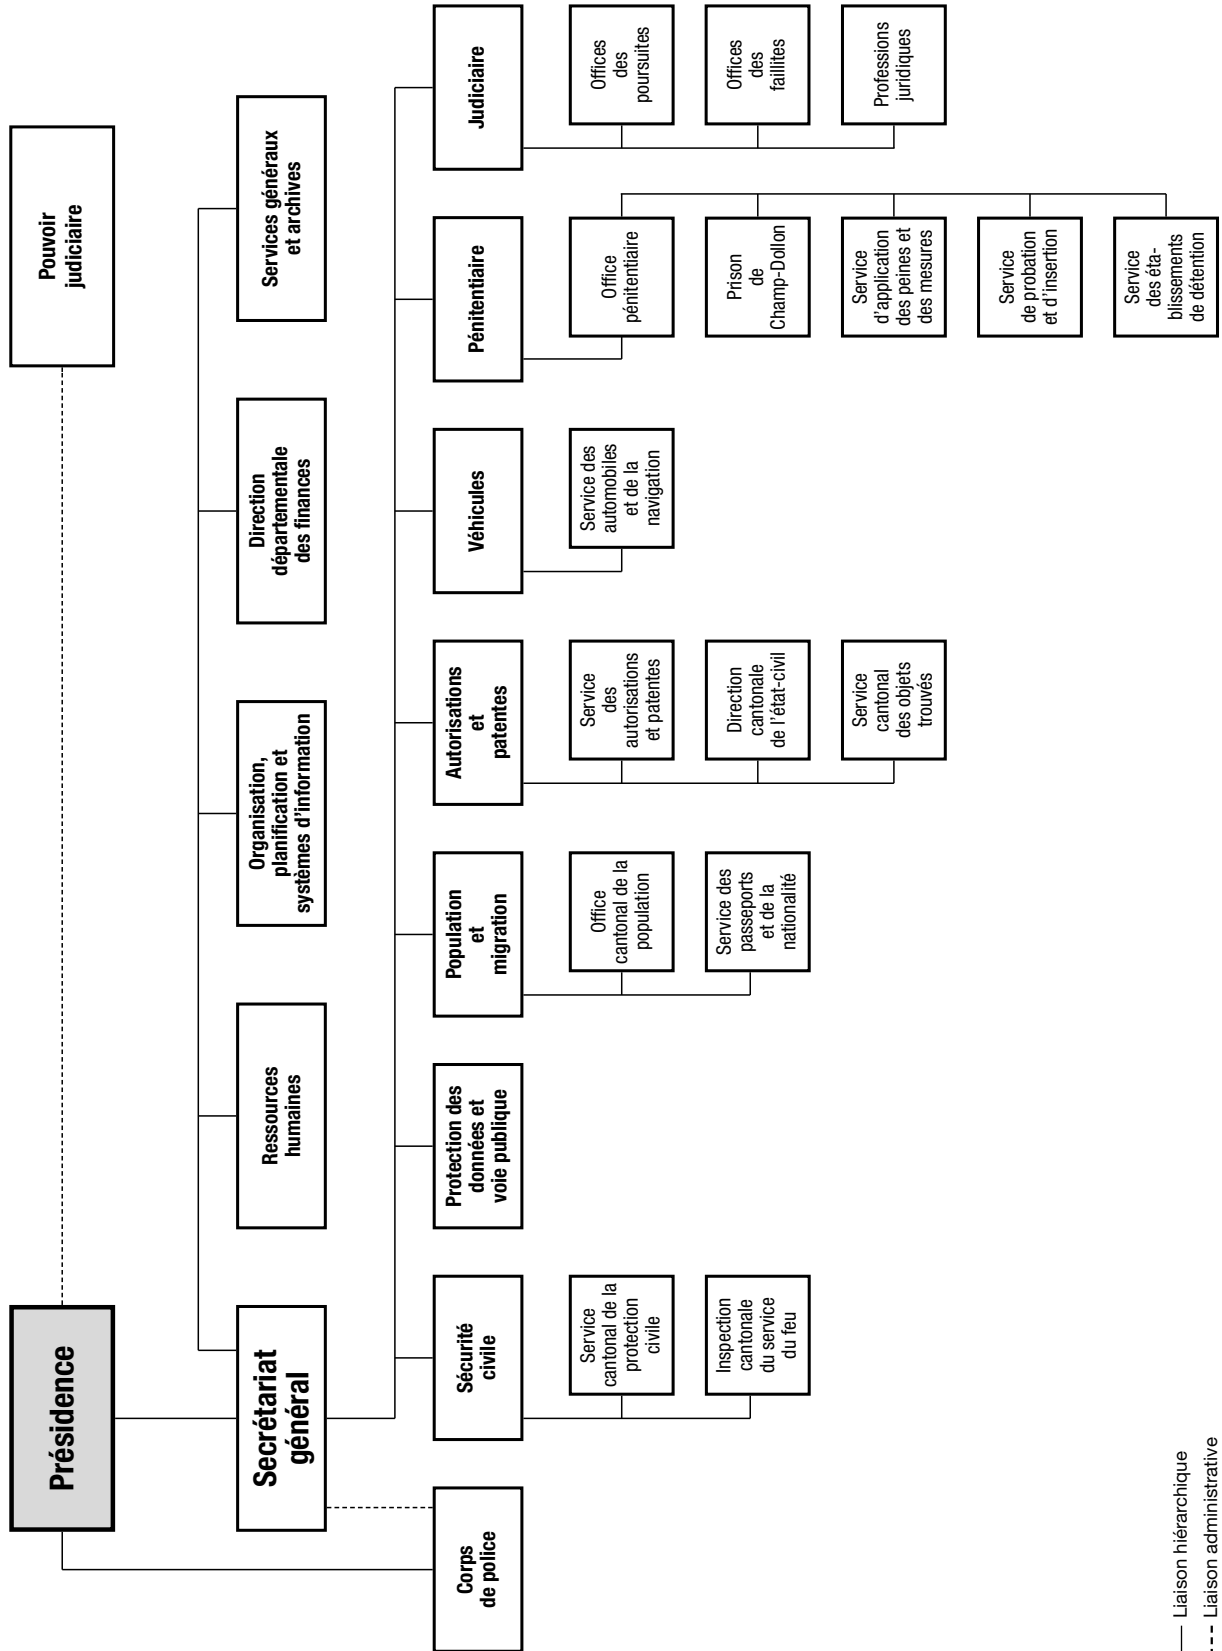 Présidence
Pouvoir
judiciaire
Secrétariat
général
Ressources
humaines
Organisation,
planification et
systèmes d'information
Direction
départementale
des finances
Services généraux
et archives
Corps
de police
Sécurité
civile
Protection des
données et
voie publique
Population
et
migration
Autorisations
et
patentes
Véhicules
Pénitentiaire
Judiciaire
Service
cantonal de la
protection
civile
Inspection
cantonale
du service
du feu
Office
cantonal de la
population
Service des
passeports
et de la
nationalité
Service
des
autorisations
et patentes
Direction
cantonale
de l'état-civil
Service
cantonal
des objets
trouvés
Service des
automobiles
et de la
navigation
Office
pénitentiaire
Prison
de
Champ-Dollon
Service
d'application
des peines et
des mesures
Service
de probation
et d'insertion
Service
des éta-
blissements
de détention
Offices
des
poursuites
Offices
des
faillites
Professions
juridiques
Liaison hiérarchique
Liaison administrative